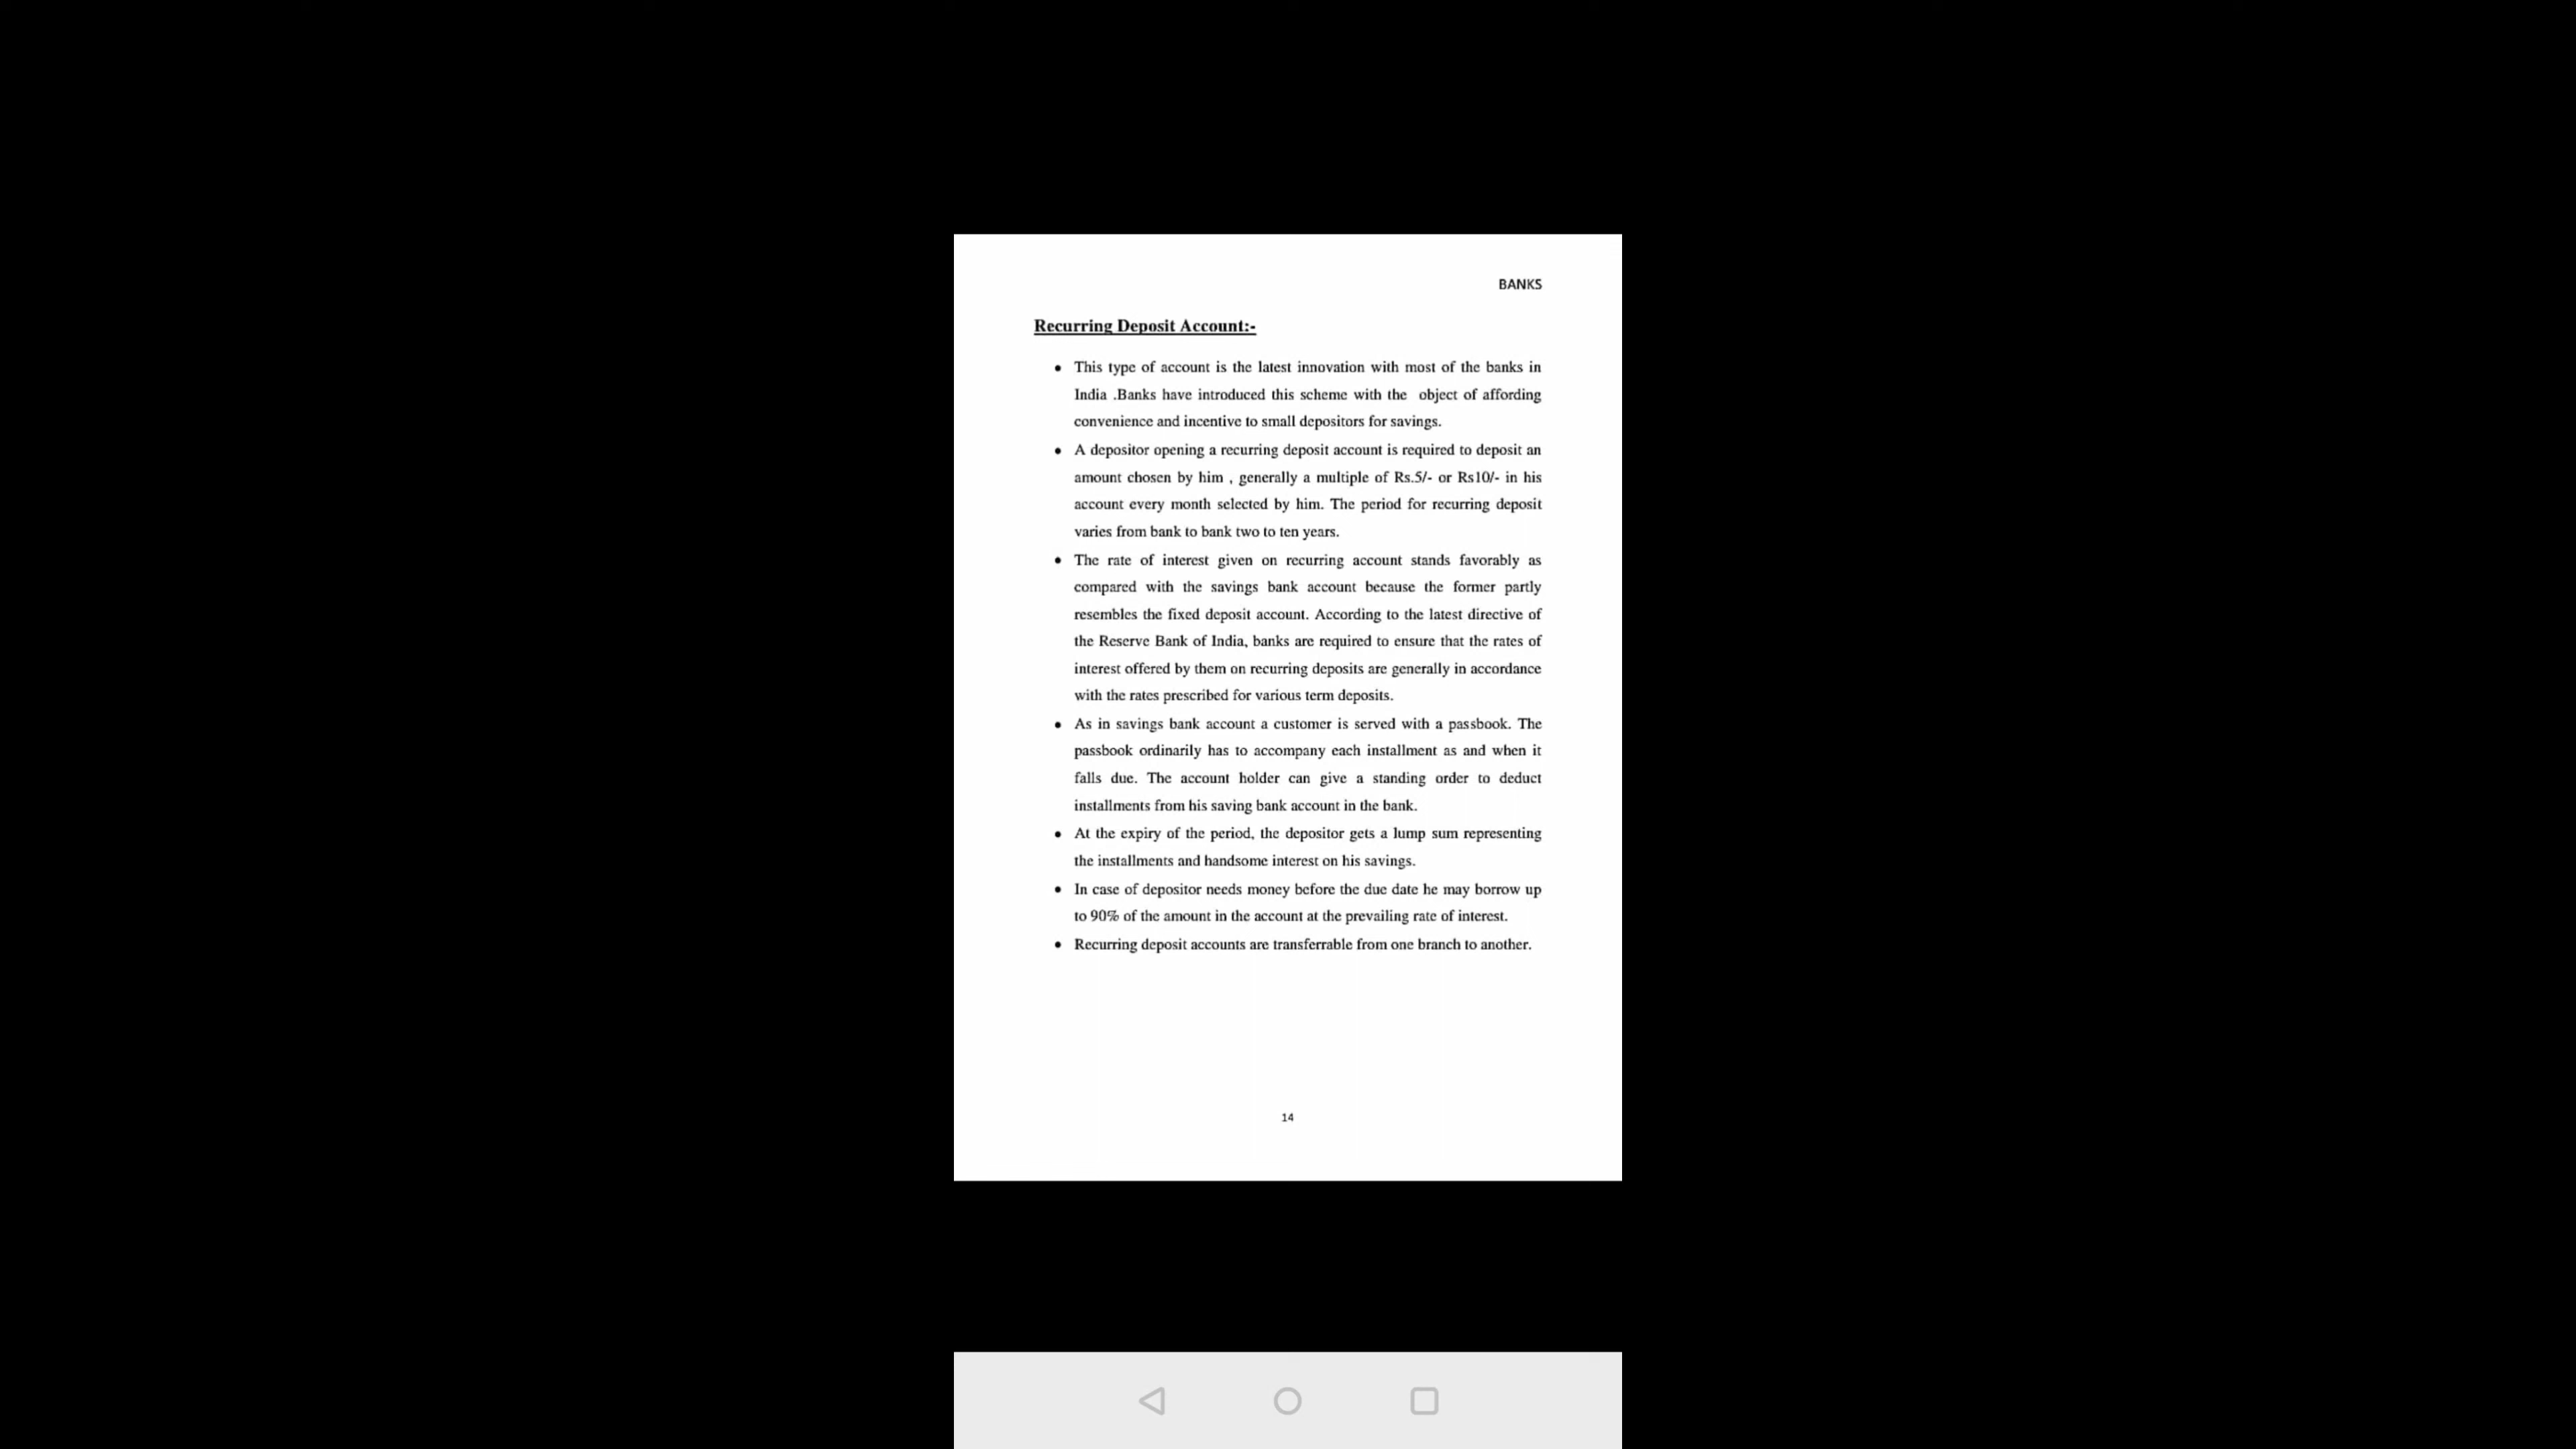 BANKS
Recurring Deposit Account:-
• This type of account is the latest innovation with most of the banks in
India .Banks have introduced this scheme with the object of affording
convenience and incentive to small depositors for savings.
• A depositor opening a recurring deposit account is required to deposit an
amount chosen by him , generally a multiple of Rs.5/- or Rs10/- in his
account every month selected by him. The period for recurring deposit
varies from bank to bank two to ten years.
• The rate of interest given on recurring account stands favorably as
compared with the savings bank account because the former partly
resembles the fixed deposit account. According to the latest directive of
the Reserve Bank of India, banks are required to ensure that the rates of
interest offered by them on recurring deposits are generally in accordance
with the rates prescribed for various term deposits.
• As in savings bank account a customer is served with a passbook. The
passbook ordinarily has to accompany each installment as and when it
falls due. The account holder can give a standing order to deduct
installments from his saving bank account in the bank.
• At the expiry of the period, the depositor gets a lump sum representing
the installments and handsome interest on his savings.
• In case of depositor needs money before the due date he may borrow up
to 90% of the amount in the account at the prevailing rate of interest.
• Recurring deposit accounts are transferrable from one branch to another.
14